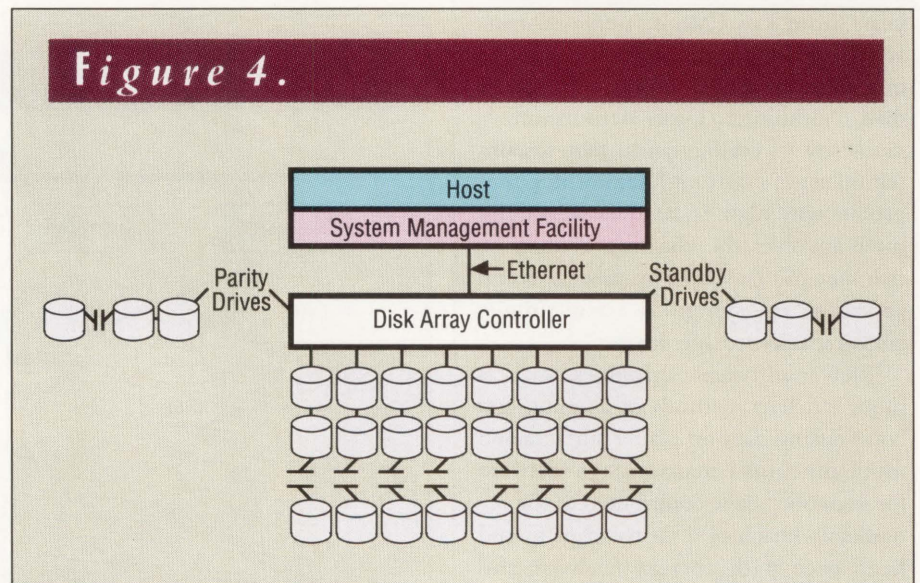 Figure 4.
Host
System Management Facility
Ethernet
Parity
Drives
Standby
Drives
Disk Array Controller